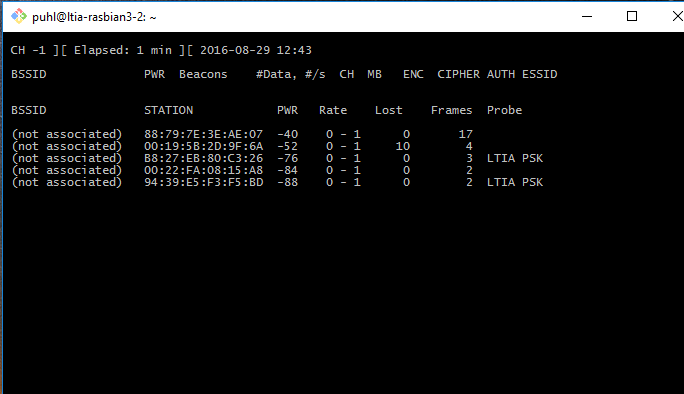 puhl@ltia-rasbian3-2: ~
CH -1 ][ Elapsed: 1 min ][ 2016-08-29 12:43
BSSID PWR Beacons #Data, #/s CH MB ENC CIPHER AUTH ESSID
BSSID STATION PWR Rate Lost Frames Probe
(not associated) 88:79:7E:3E:AE:07 -40 0 - 1 0 17
(not associated) 00:19:5B:2D:9F:6A -52 0 - 1 10 4
(not associated) B8:27:EB:80:C3:26 -76 0 - 1 0 3 LTIA PSK
(not associated) 00:22:FA:08:15:A8 -84 0 - 1 0 2
(not associated) 94:39:E5:F3:F5:BD -88 0 - 1 0 2 LTIA PSK